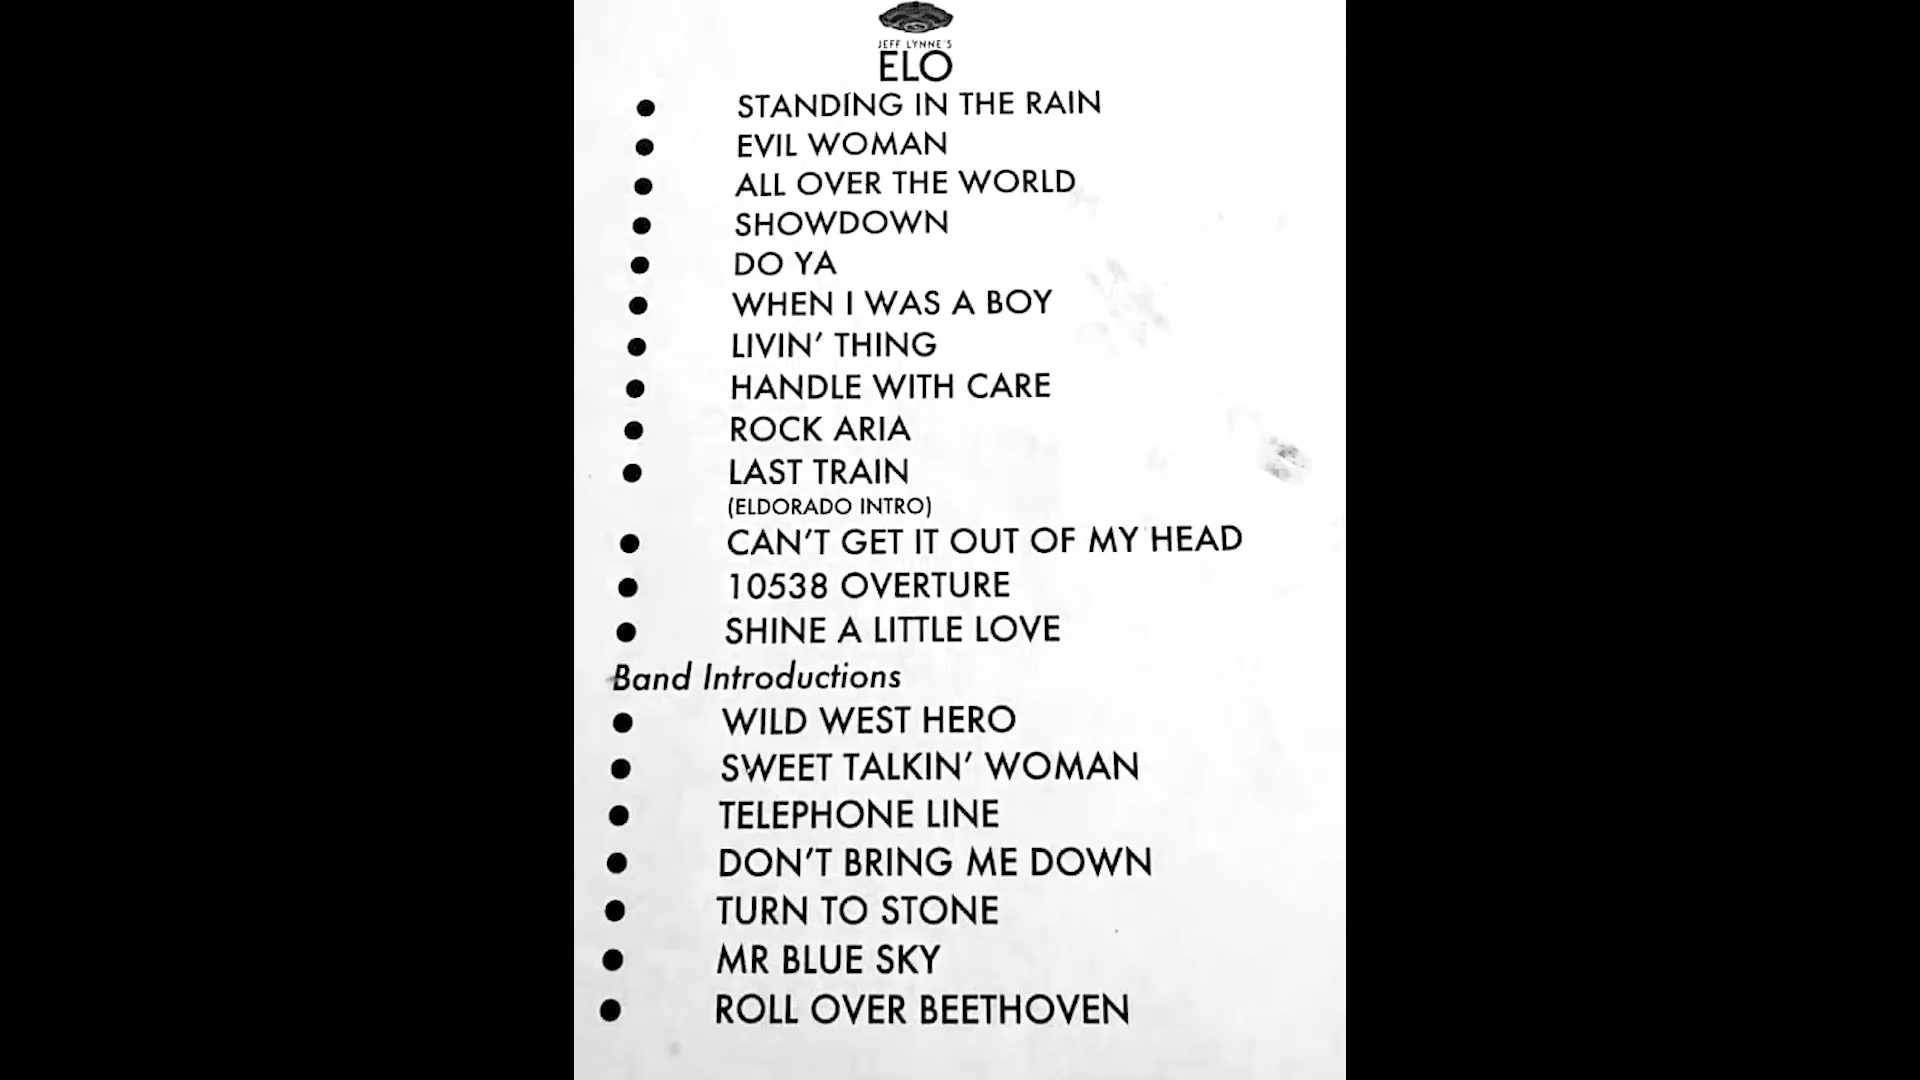 JEFF LYNNE'S
ELO
• STANDING IN THE RAIN
• EVIL WOMAN
• ALL OVER THE WORLD
• SHOWDOWN
• DO YA
• WHEN I WAS A BOY
• LIVIN' THING
• HANDLE WITH CARE
• ROCK ARIA
• LAST TRAIN
(ELDORADO INTRO)
• CAN'T GET IT OUT OF MY HEAD
• 10538 OVERTURE
• SHINE A LITTLE LOVE
Band Introductions
• WILD WEST HERO
• SWEET TALKIN' WOMAN
• TELEPHONE LINE
• DON'T BRING ME DOWN
• TURN TO STONE
• MR BLUE SKY
• ROLL OVER BEETHOVEN